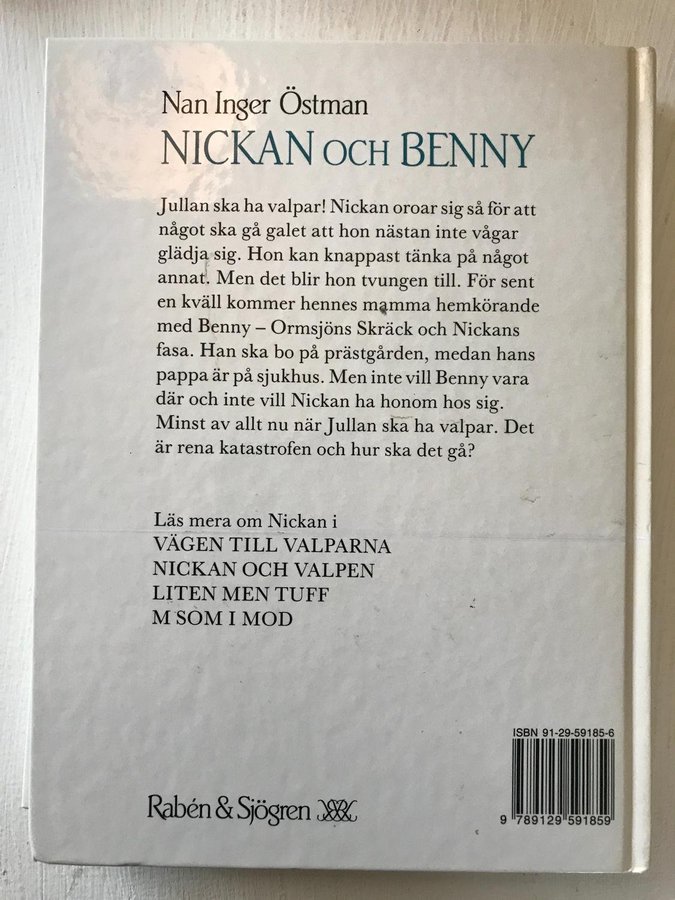 Nan Inger Östman
NICKAN OCH BENNY
Jullan ska ha valpar! Nickan oroar sig så för att
något ska gå galet att hon nästan inte vågar
glädja sig. Hon kan knappast tänka på något
annat. Men det blir hon tvungen till. För sent
en kväll kommer hennes mamma hemkörande
med Benny – Ormsjöns Skräck och Nickans
fasa. Han ska bo på prästgården, medan hans
pappa är på sjukhus. Men inte vill Benny vara
där och inte vill Nickan ha honom hos sig.
Minst av allt nu när Jullan ska ha valpar. Det
är rena katastrofen och hur ska det gå?
Läs mera om Nickan i
VÄGEN TILL VALPARNA
NICKAN OCH VALPEN
LITEN MEN TUFF
M SOM I MOD
ISBN 91-29-59185-6
9 789129 591859
Rabén & Sjögren